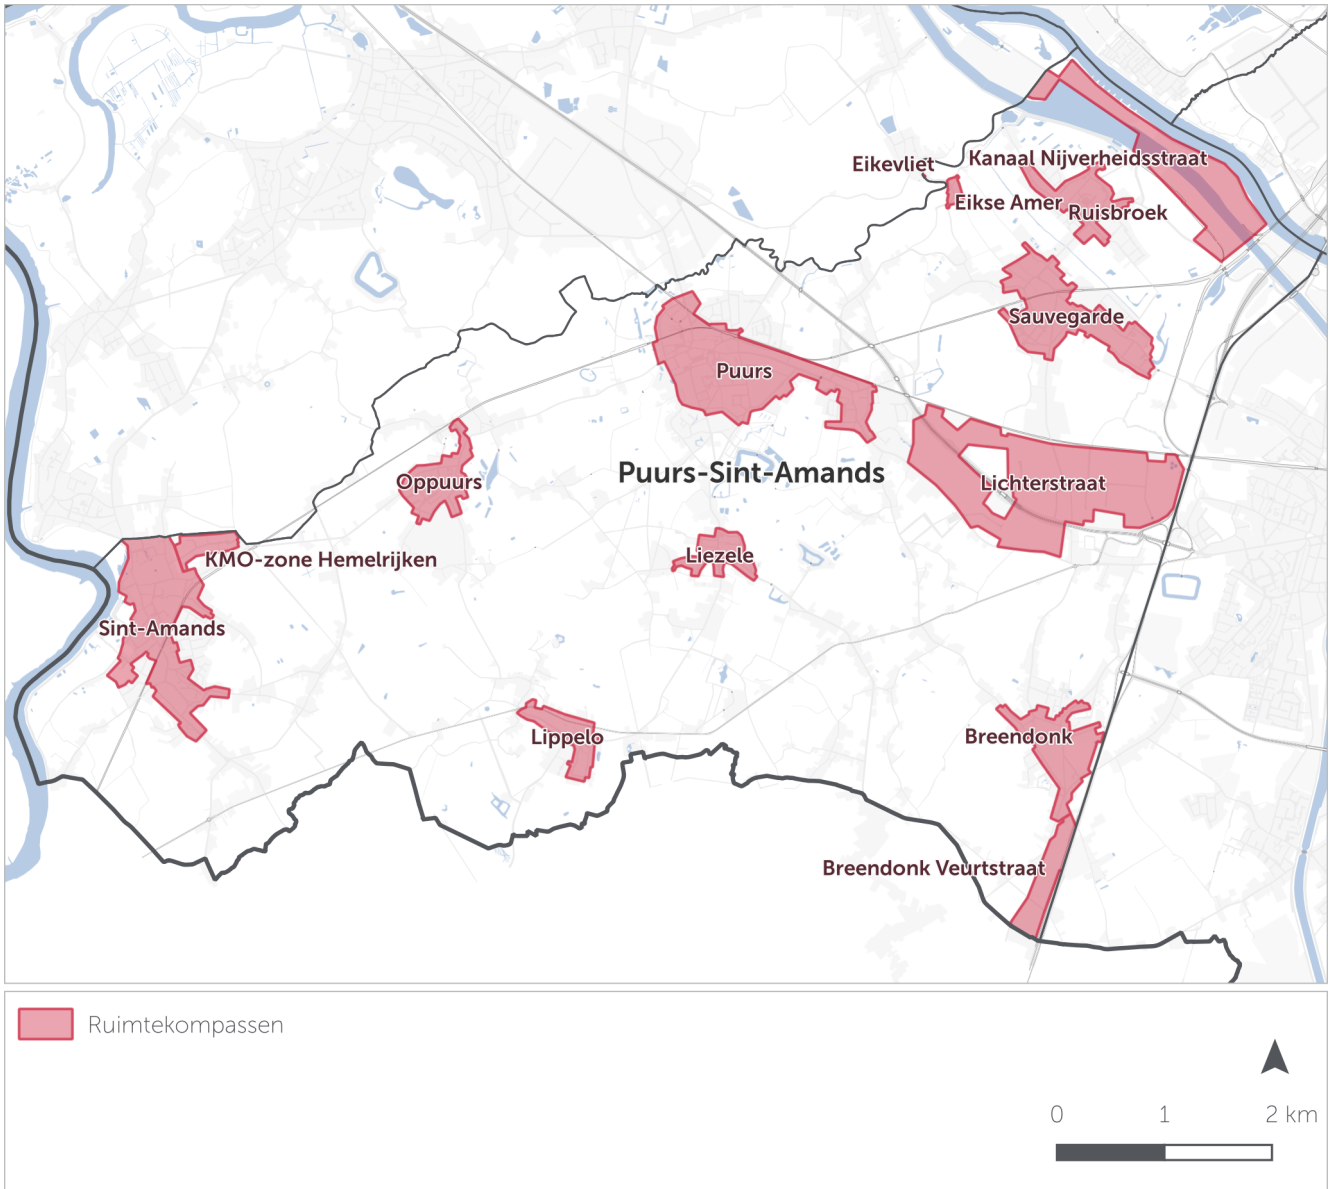 Eikevliet
Kanaal Nijverheidsstraat
Eikse Amer
Ruisbroek
Sauvegarde
Puurs
Puurs-Sint-Amands
Oppuurs
Lichterstraat
Liezele
KMO-zone Hemelrijken
Sint-Amands
Lippelo
Breendonk
Breendonk Veurtstraat
Ruimtekompassen
0 1 2 km